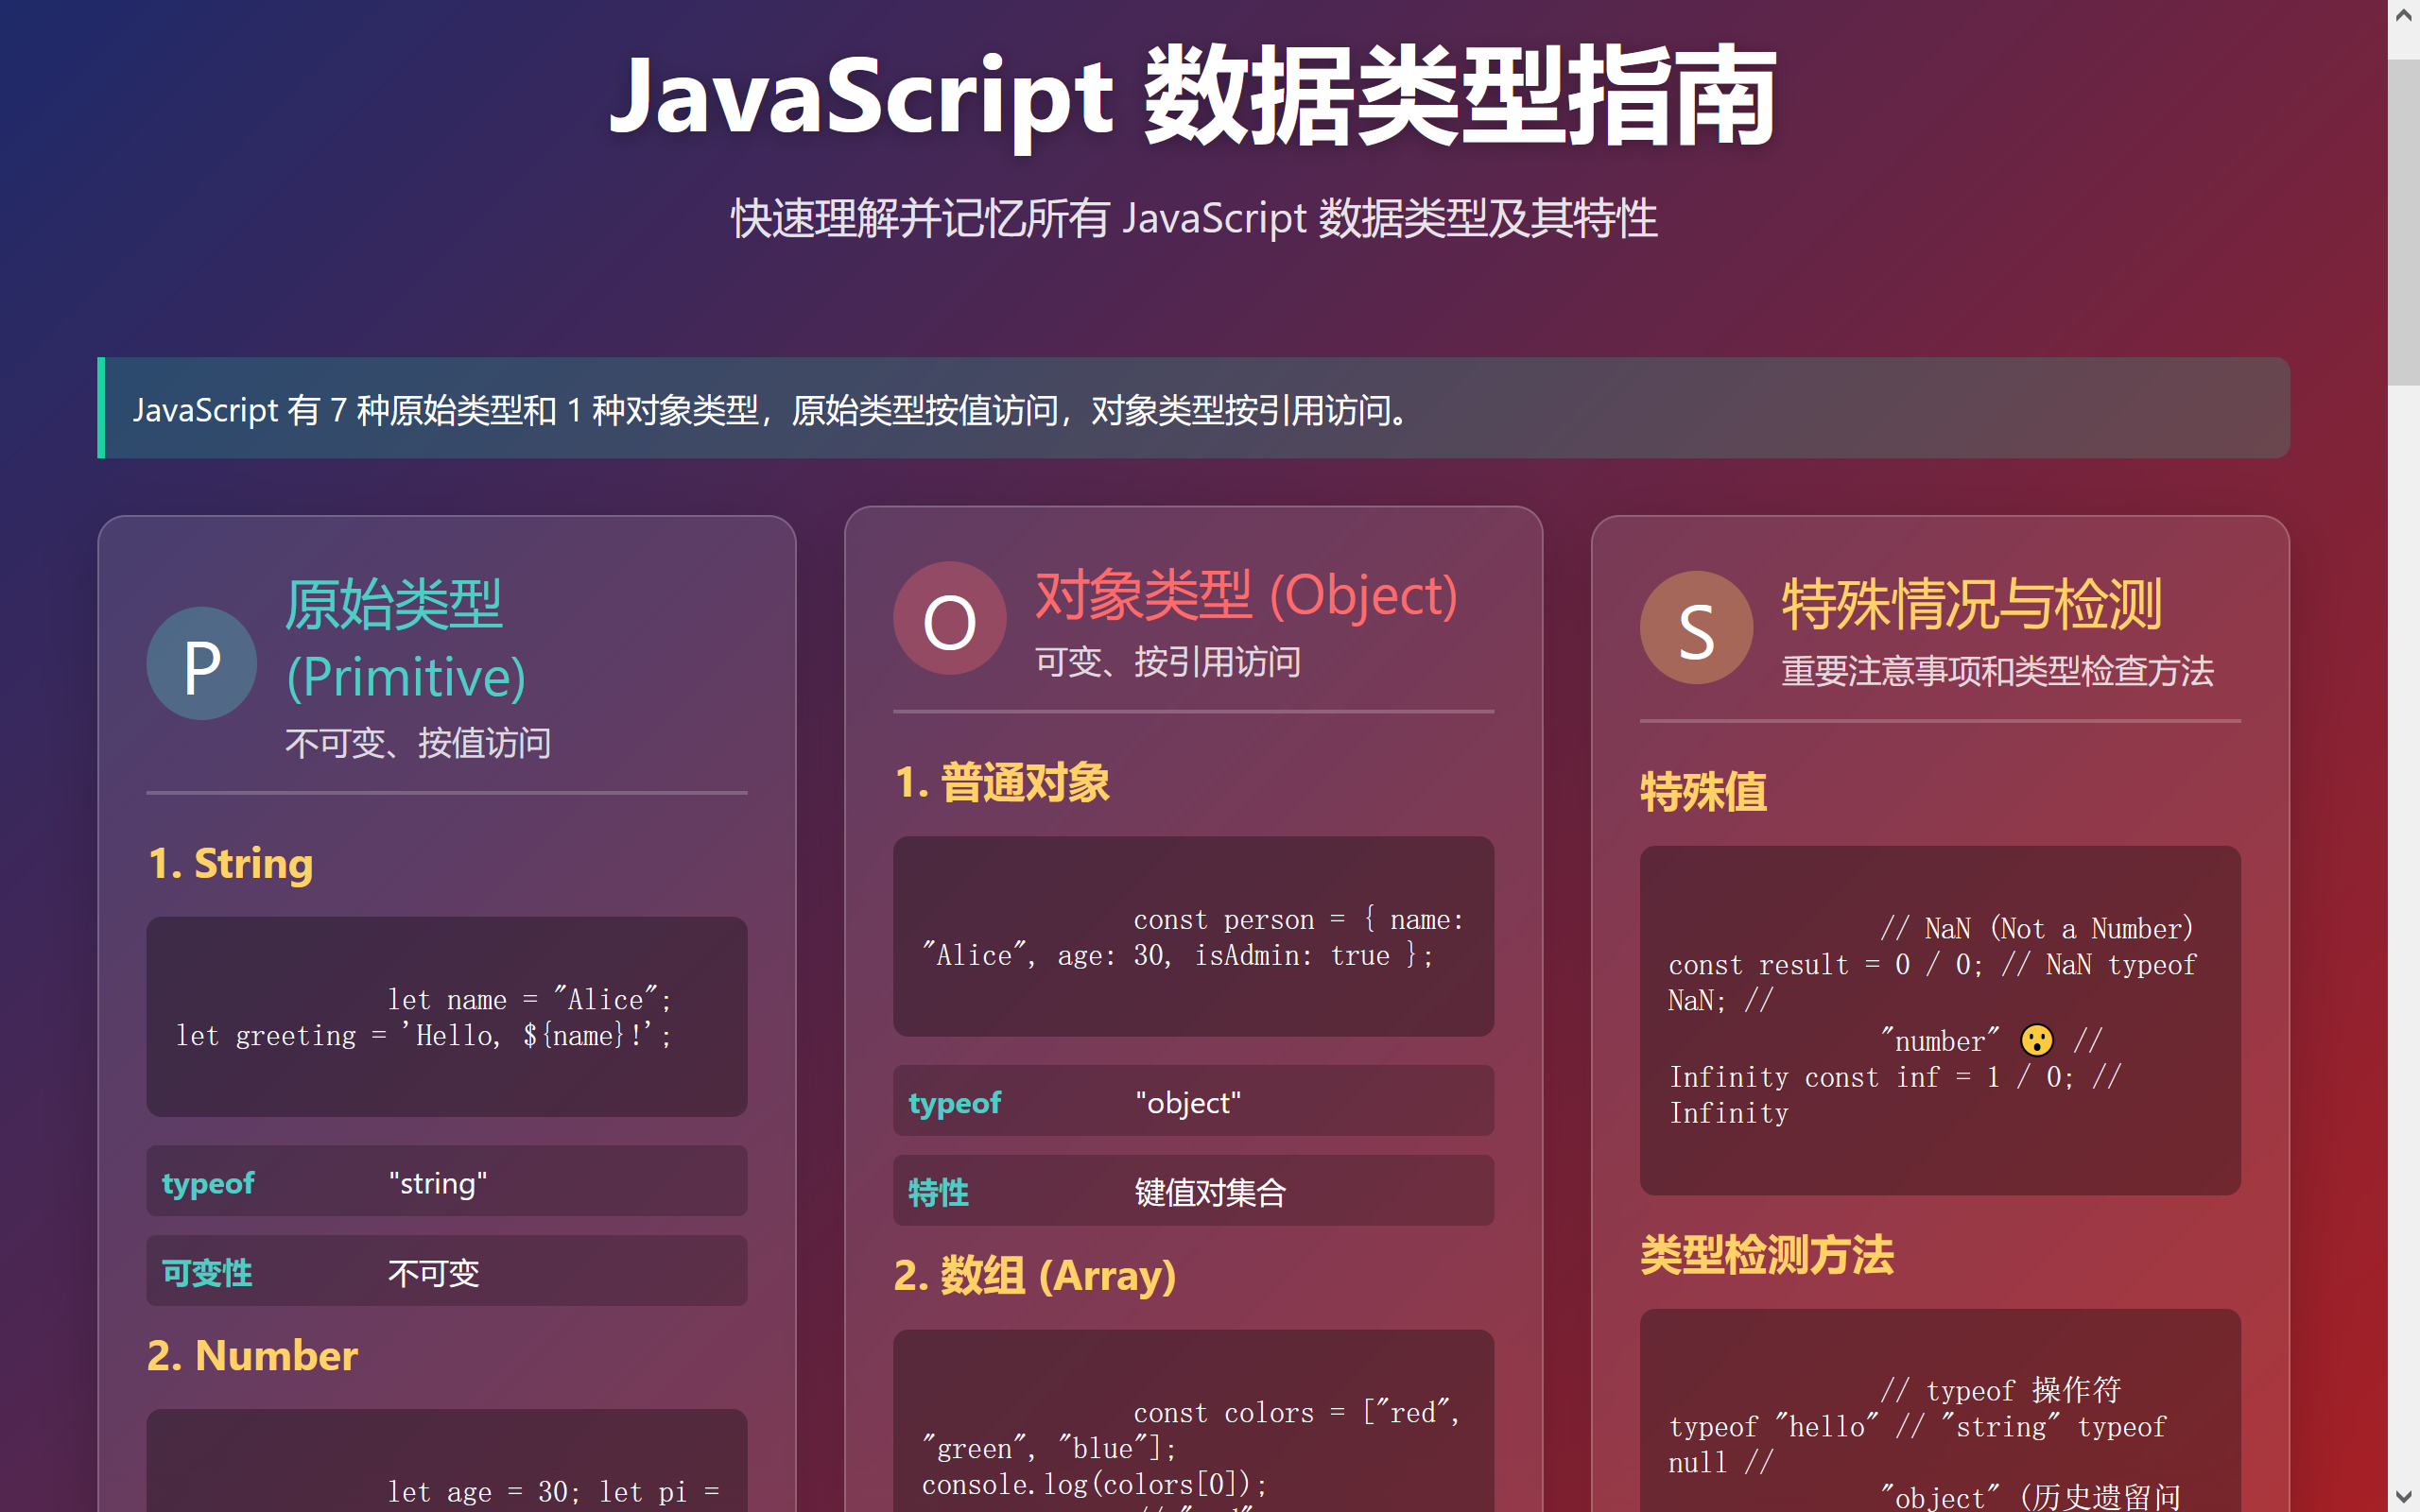 JavaScript 数据类型指南
快速理解并记忆所有 JavaScript 数据类型及其特性
JavaScript 有 7 种原始类型和 1 种对象类型，原始类型按值访问，对象类型按引用访问。
P
原始类型
(Primitive)
不可变、按值访问
1. String
let name = "Alice";
let greeting = 'Hello, ${name}!';
typeof "string"
可变性 不可变
2. Number
let age = 30; let pi =
O
对象类型 (Object)
可变、按引用访问
1. 普通对象
const person = { name:
"Alice", age: 30, isAdmin: true };
typeof "object"
特性 键值对集合
2. 数组 (Array)
const colors = ["red",
"green", "blue"];
console.log(colors[0]);
S
特殊情况与检测
重要注意事项和类型检查方法
特殊值
// NaN (Not a Number)
const result = 0 / 0; // NaN typeof
NaN; //
"number" 😮 //
Infinity const inf = 1 / 0; //
Infinity
类型检测方法
// typeof 操作符
typeof "hello" // "string" typeof
null //
"object" (历史遗留问